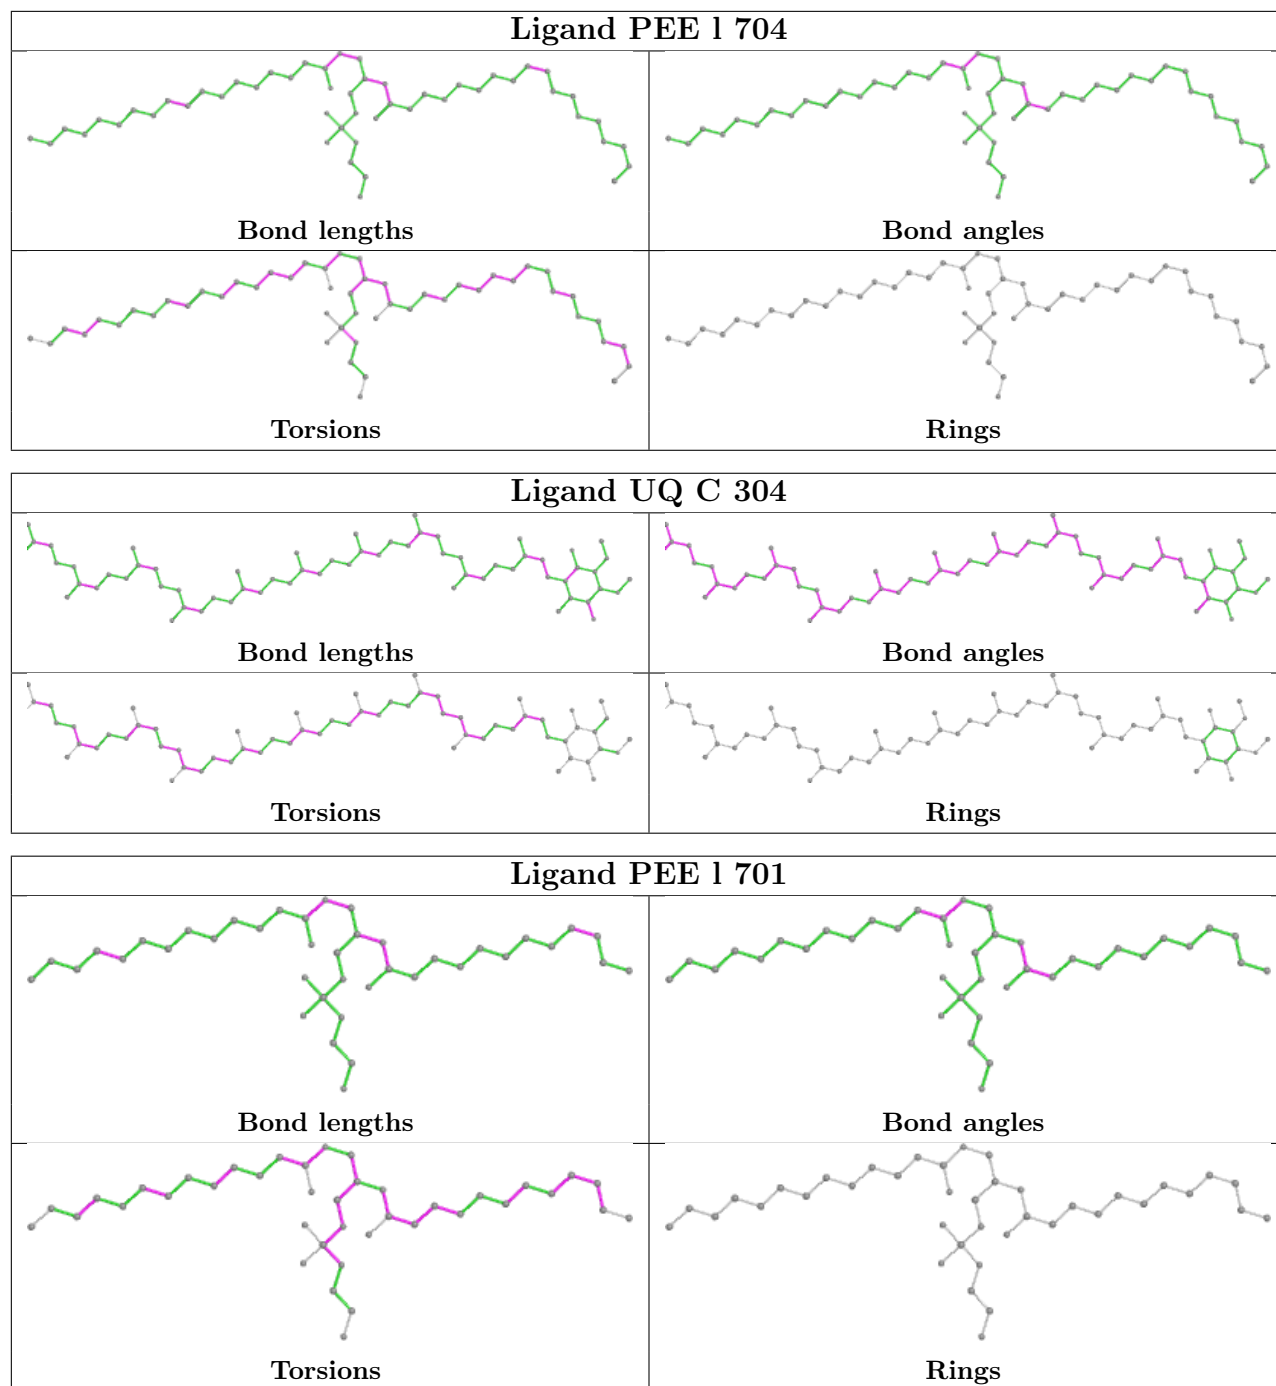 Ligand PEE l 704
Bond lengths
Bond angles
Torsions
Rings
Ligand UQ C 304
Bond lengths
Bond angles
Torsions
Rings
Ligand PEE l 701
Bond lengths
Bond angles
Torsions
Rings